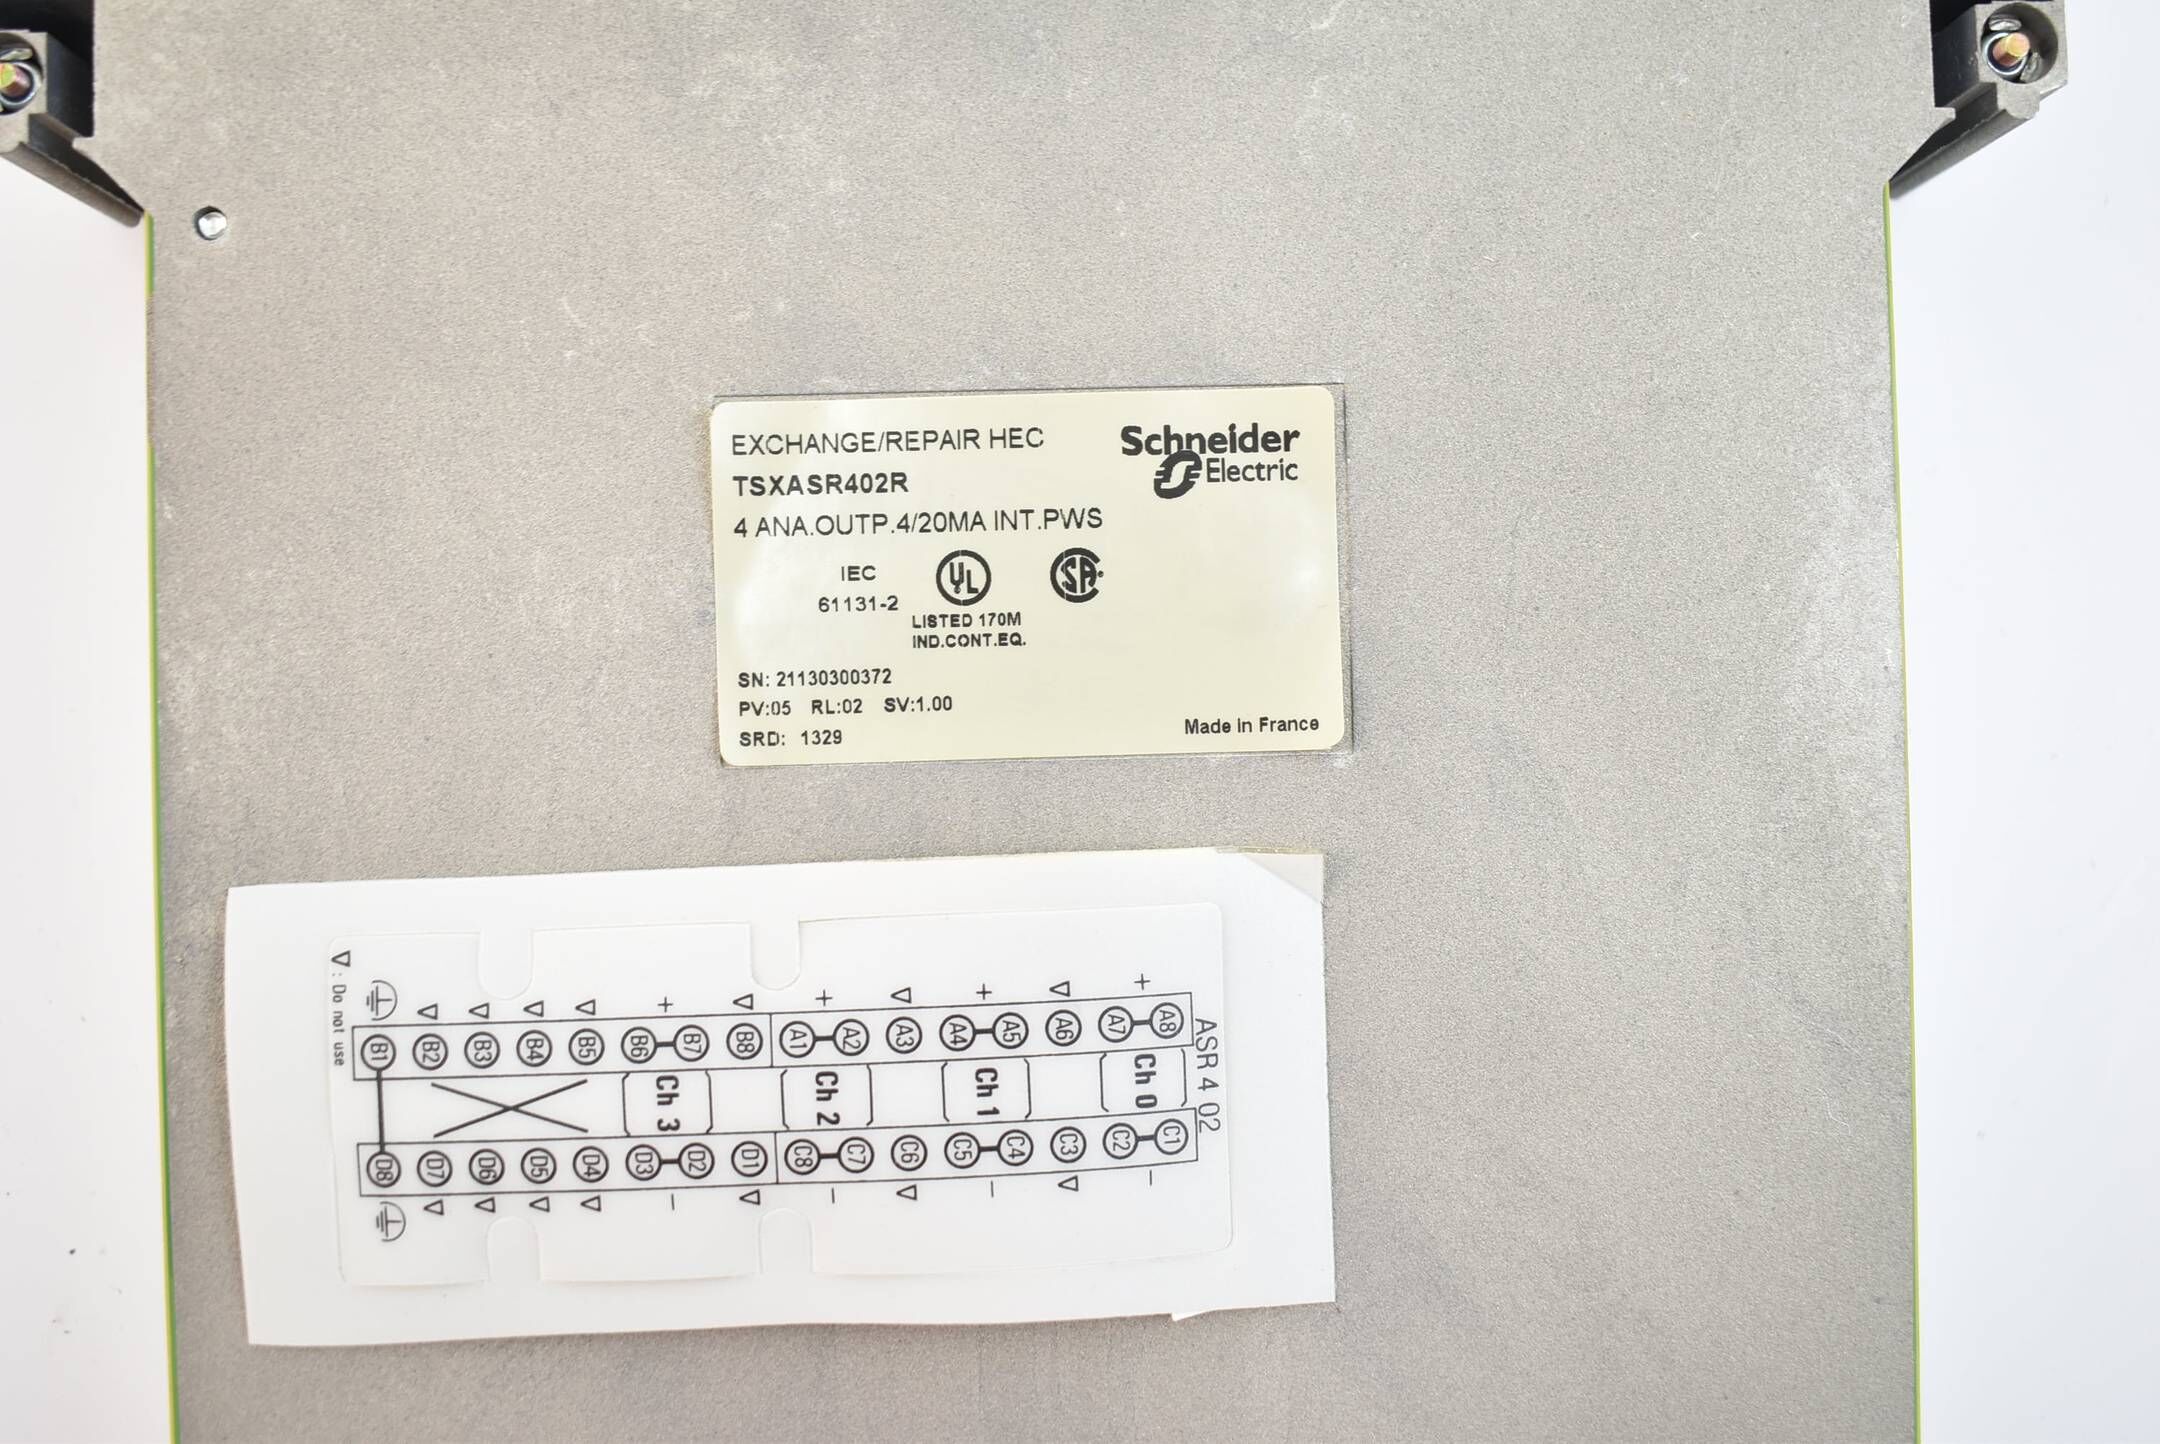 EXCHANGE/REPAIR HEC
Schneider
Electric
TSXASR402R
4 ANA.OUTP.4/20MA INT.PWS
IEC
61131-2
UL
SA
LISTED 170M
IND.CONT.EQ.
SN: 21130300372
PV:05 RL:02 SV:1.00
SRD: 1329
Made in France
ASR 4 02
+ ∇ + ∇ + ∇ + ∇ ∇ ∇ ∇
A8 A7 A6 A5 A4 A3 A2 A1 B8 B7 B6 B5 B4 B3 B2 B1
Ch 0 Ch 1 Ch 2 Ch 3
C1 C2 C3 C4 C5 C6 C7 C8 D1 D2 D3 D4 D5 D6 D7 D8
− ∇ − ∇ − ∇ − ∇ ∇ ∇ ∇
∇ : Do not use